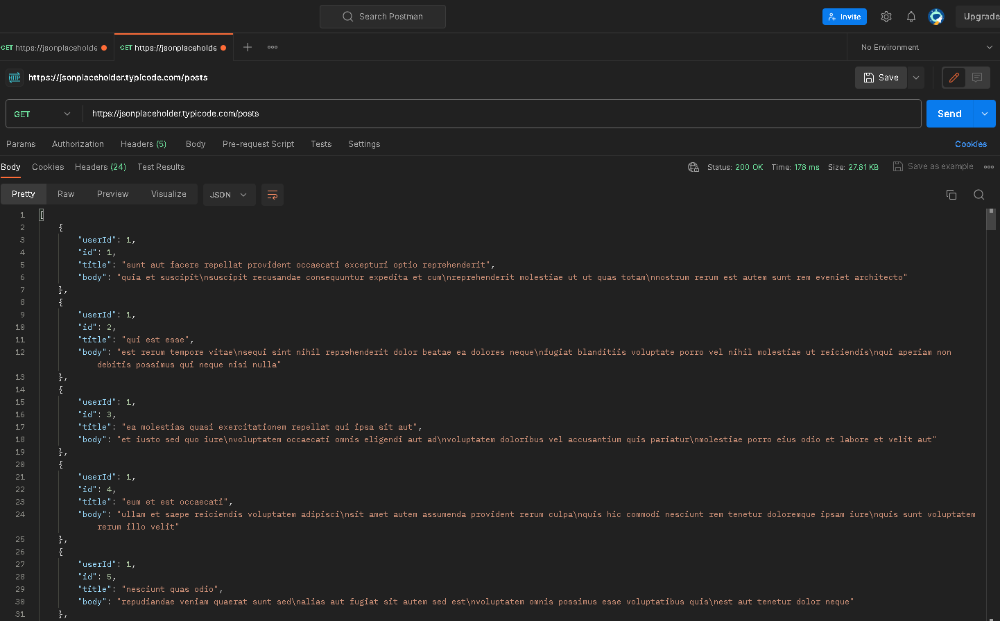 Search Postman
Invite
Upgrade
GET https://jsonplaceholde
GET https://jsonplaceholde
No Environment
HTTP https://jsonplaceholder.typicode.com/posts
Save
GET https://jsonplaceholder.typicode.com/posts
Send
Params Authorization Headers (5) Body Pre-request Script Tests Settings Cookies
Body Cookies Headers (24) Test Results Status: 200 OK Time: 178 ms Size: 27.81 KB Save as example
Pretty Raw Preview Visualize JSON
1 [
2 {
3 "userId": 1,
4 "id": 1,
5 "title": "sunt aut facere repellat provident occaecati excepturi optio reprehenderit",
6 "body": "quia et suscipit\nsuscipit recusandae consequuntur expedita et cum\nreprehenderit molestiae ut ut quas totam\nnostrum rerum est autem sunt rem eveniet architecto"
7 },
8 {
9 "userId": 1,
10 "id": 2,
11 "title": "qui est esse",
12 "body": "est rerum tempore vitae\nsequi sint nihil reprehenderit dolor beatae ea dolores neque\nfugiat blanditiis voluptate porro vel nihil molestiae ut reiciendis\nqui aperiam non
debitis possimus qui neque nisi nulla"
13 },
14 {
15 "userId": 1,
16 "id": 3,
17 "title": "ea molestias quasi exercitationem repellat qui ipsa sit aut",
18 "body": "et iusto sed quo iure\nvoluptatem occaecati omnis eligendi aut ad\nvoluptatem doloribus vel accusantium quis pariatur\nmolestiae porro eius odio et labore et velit aut"
19 },
20 {
21 "userId": 1,
22 "id": 4,
23 "title": "eum et est occaecati",
24 "body": "ullam et saepe reiciendis voluptatem adipisci\nsit amet autem assumenda provident rerum culpa\nquis hic commodi nesciunt rem tenetur doloremque ipsam iure\nquis sunt voluptatem
rerum illo velit"
25 },
26 {
27 "userId": 1,
28 "id": 5,
29 "title": "nesciunt quas odio",
30 "body": "repudiandae veniam quaerat sunt sed\nalias aut fugiat sit autem sed est\nvoluptatem omnis possimus esse voluptatibus quis\nest aut tenetur dolor neque"
31 },